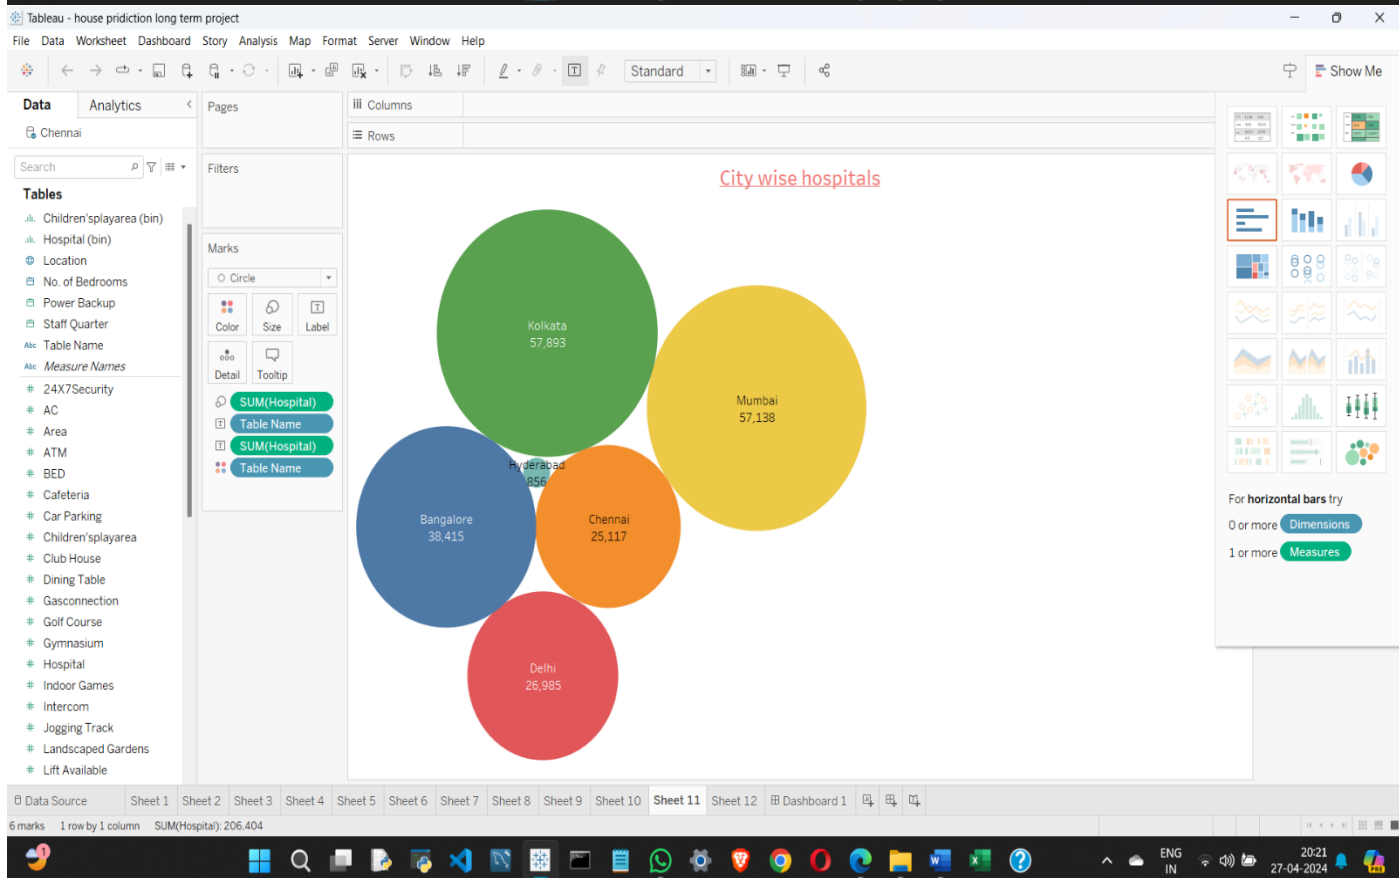 Tableau - house pridiction long term project
File Data Worksheet Dashboard Story Analysis Map Format Server Window Help
Standard
Show Me
Data Analytics
Chennai
Search
Tables
Children'splayarea (bin)
Hospital (bin)
Location
No. of Bedrooms
Power Backup
Staff Quarter
Abc Table Name
Abc Measure Names
# 24X7Security
# AC
# Area
# ATM
# BED
# Cafeteria
# Car Parking
# Children'splayarea
# Club House
# Dining Table
# Gasconnection
# Golf Course
# Gymnasium
# Hospital
# Indoor Games
# Intercom
# Jogging Track
# Landscaped Gardens
# Lift Available
Pages
Filters
Marks
Circle
Color Size Label
Detail Tooltip
SUM(Hospital)
Table Name
SUM(Hospital)
Table Name
Columns
Rows
City wise hospitals
Kolkata
57,893
Mumbai
57,138
Hyderabad
856
Bangalore
38,415
Chennai
25,117
Delhi
26,985
For horizontal bars try
0 or more Dimensions
1 or more Measures
Data Source Sheet 1 Sheet 2 Sheet 3 Sheet 4 Sheet 5 Sheet 6 Sheet 7 Sheet 8 Sheet 9 Sheet 10 Sheet 11 Sheet 12 Dashboard 1
6 marks 1 row by 1 column SUM(Hospital): 206,404
1
ENG
IN
20:21
27-04-2024
PRE